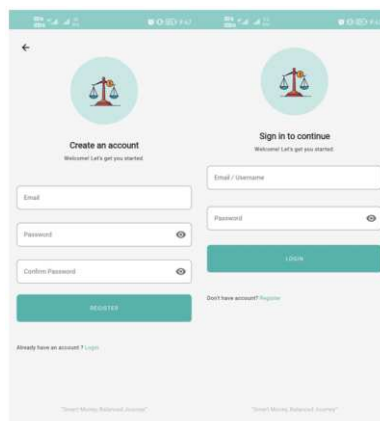 Create an account
Welcome! Let's get you started.
Email
Password
Confirm Password
REGISTER
Already have an account ? Login
"Smart Money, Balanced Journey"
Sign in to continue
Welcome! Let's get you started.
Email / Username
Password
LOGIN
Don't have account? Register
"Smart Money, Balanced Journey"